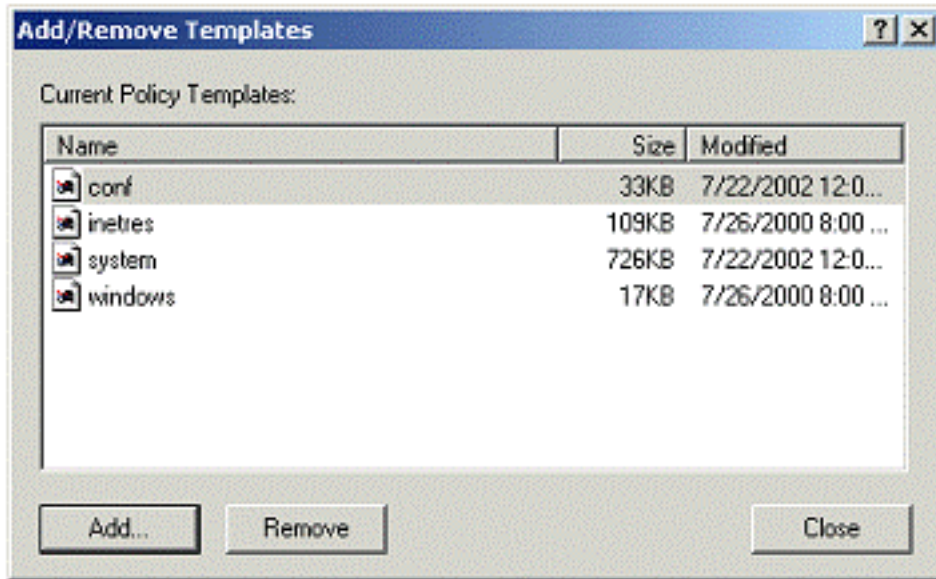 Add/Remove Templates
Current Policy Templates:
Name Size Modified
conf 33KB 7/22/2002 12:0...
inetres 109KB 7/26/2000 8:00 ...
system 726KB 7/22/2002 12:0...
windows 17KB 7/26/2000 8:00 ...
Add... Remove Close